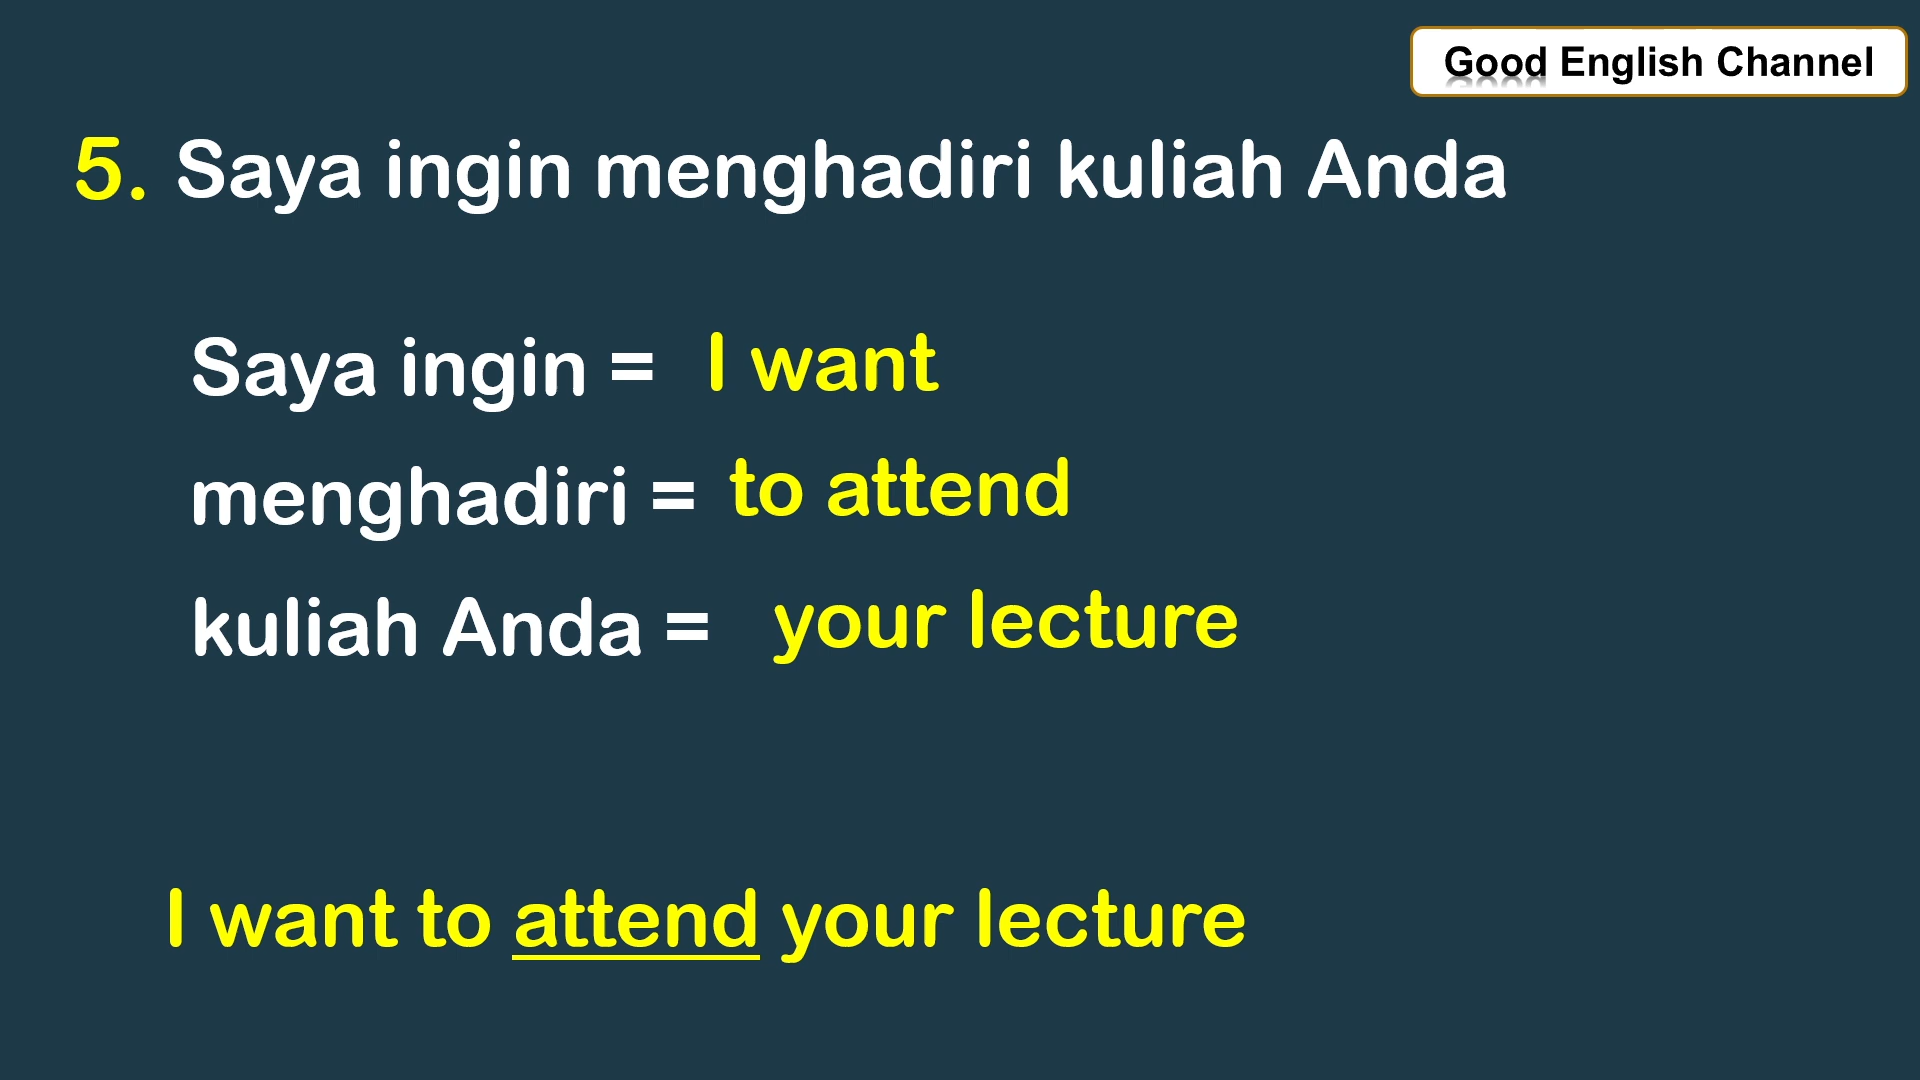 Good English Channel
5. Saya ingin menghadiri kuliah Anda
Saya ingin = I want
menghadiri = to attend
kuliah Anda = your lecture
I want to attend your lecture